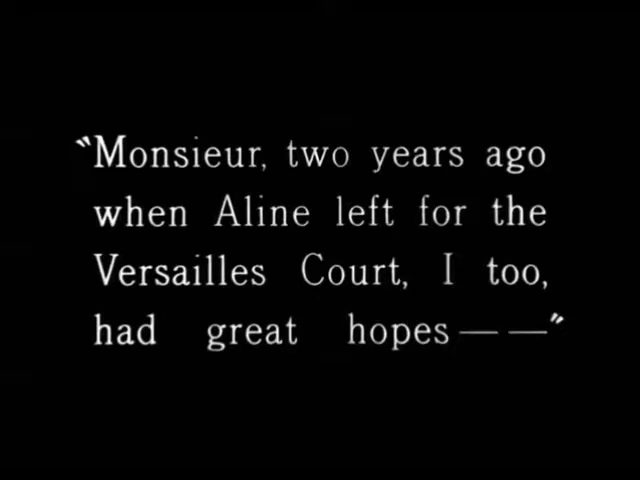 "Monsieur, two years ago
when Aline left for the
Versailles Court, I too,
had great hopes — —"